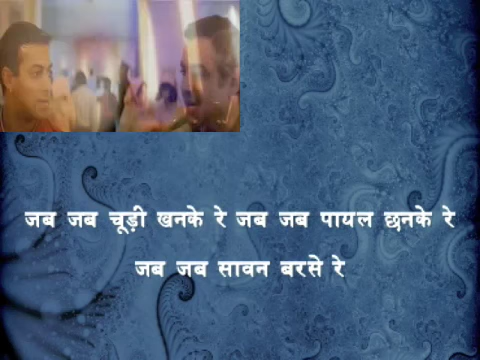 जब जब चूड़ी खनके रे जब जब पायल छनके रे
जब जब सावन बरसे रे